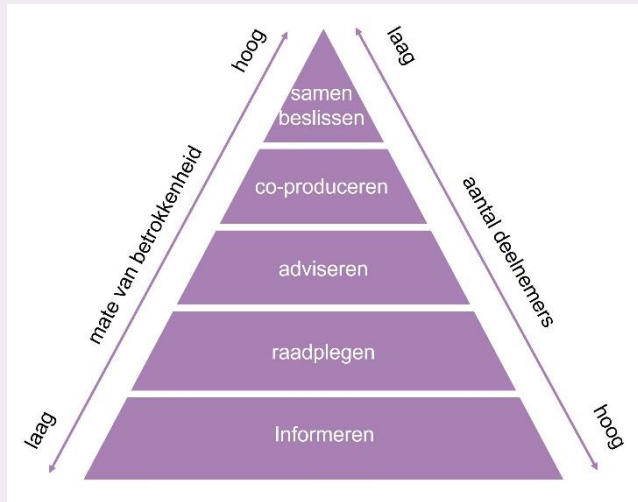 hoog
laag
samen
beslissen
mate van betrokkenheid
co-produceren
aantal deelnemers
adviseren
raadplegen
laag
Informeren
hoog